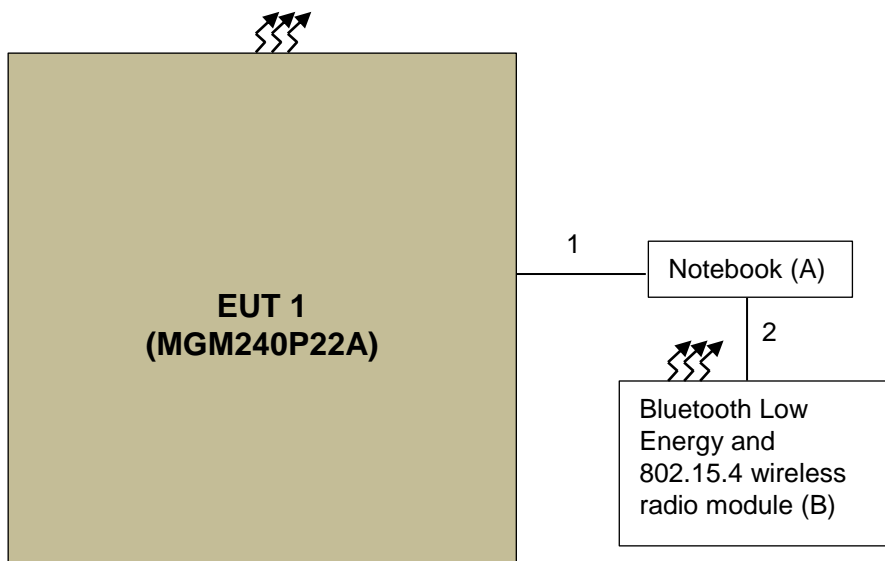 EUT 1
(MGM240P22A)
1
Notebook (A)
2
Bluetooth Low
Energy and
802.15.4 wireless
radio module (B)